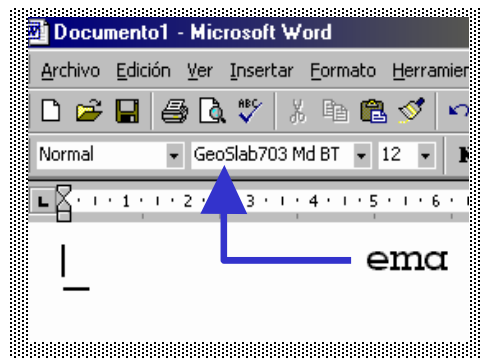 Documento1 - Microsoft Word
Archivo Edición Ver Insertar Formato
ABC
Normal GeoSlab703 Md BT 12
1 2 3 4 5 6
ema